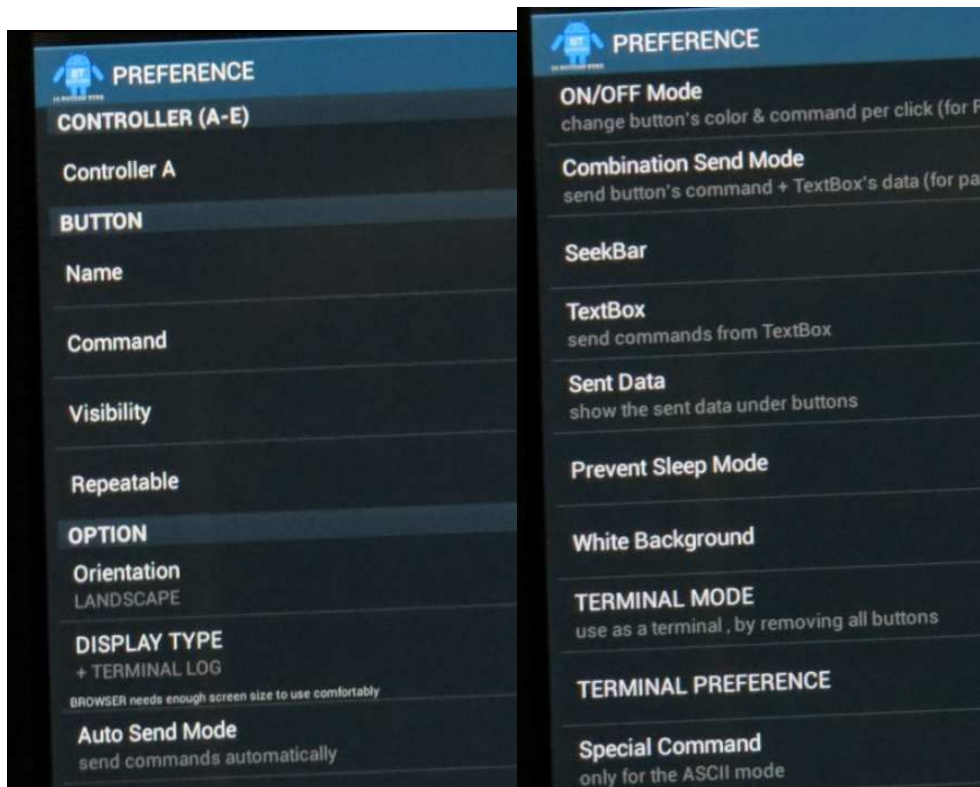 BT
PREFERENCE
CONTROLLER (A-E)
Controller A
BUTTON
Name
Command
Visibility
Repeatable
OPTION
Orientation
LANDSCAPE
DISPLAY TYPE
+ TERMINAL LOG
BROWSER needs enough screen size to use comfortably
Auto Send Mode
send commands automatically
BT
PREFERENCE
ON/OFF Mode
change button's color & command per click (for
Combination Send Mode
send button's command + TextBox's data (for pa
SeekBar
TextBox
send commands from TextBox
Sent Data
show the sent data under buttons
Prevent Sleep Mode
White Background
TERMINAL MODE
use as a terminal , by removing all buttons
TERMINAL PREFERENCE
Special Command
only for the ASCII mode